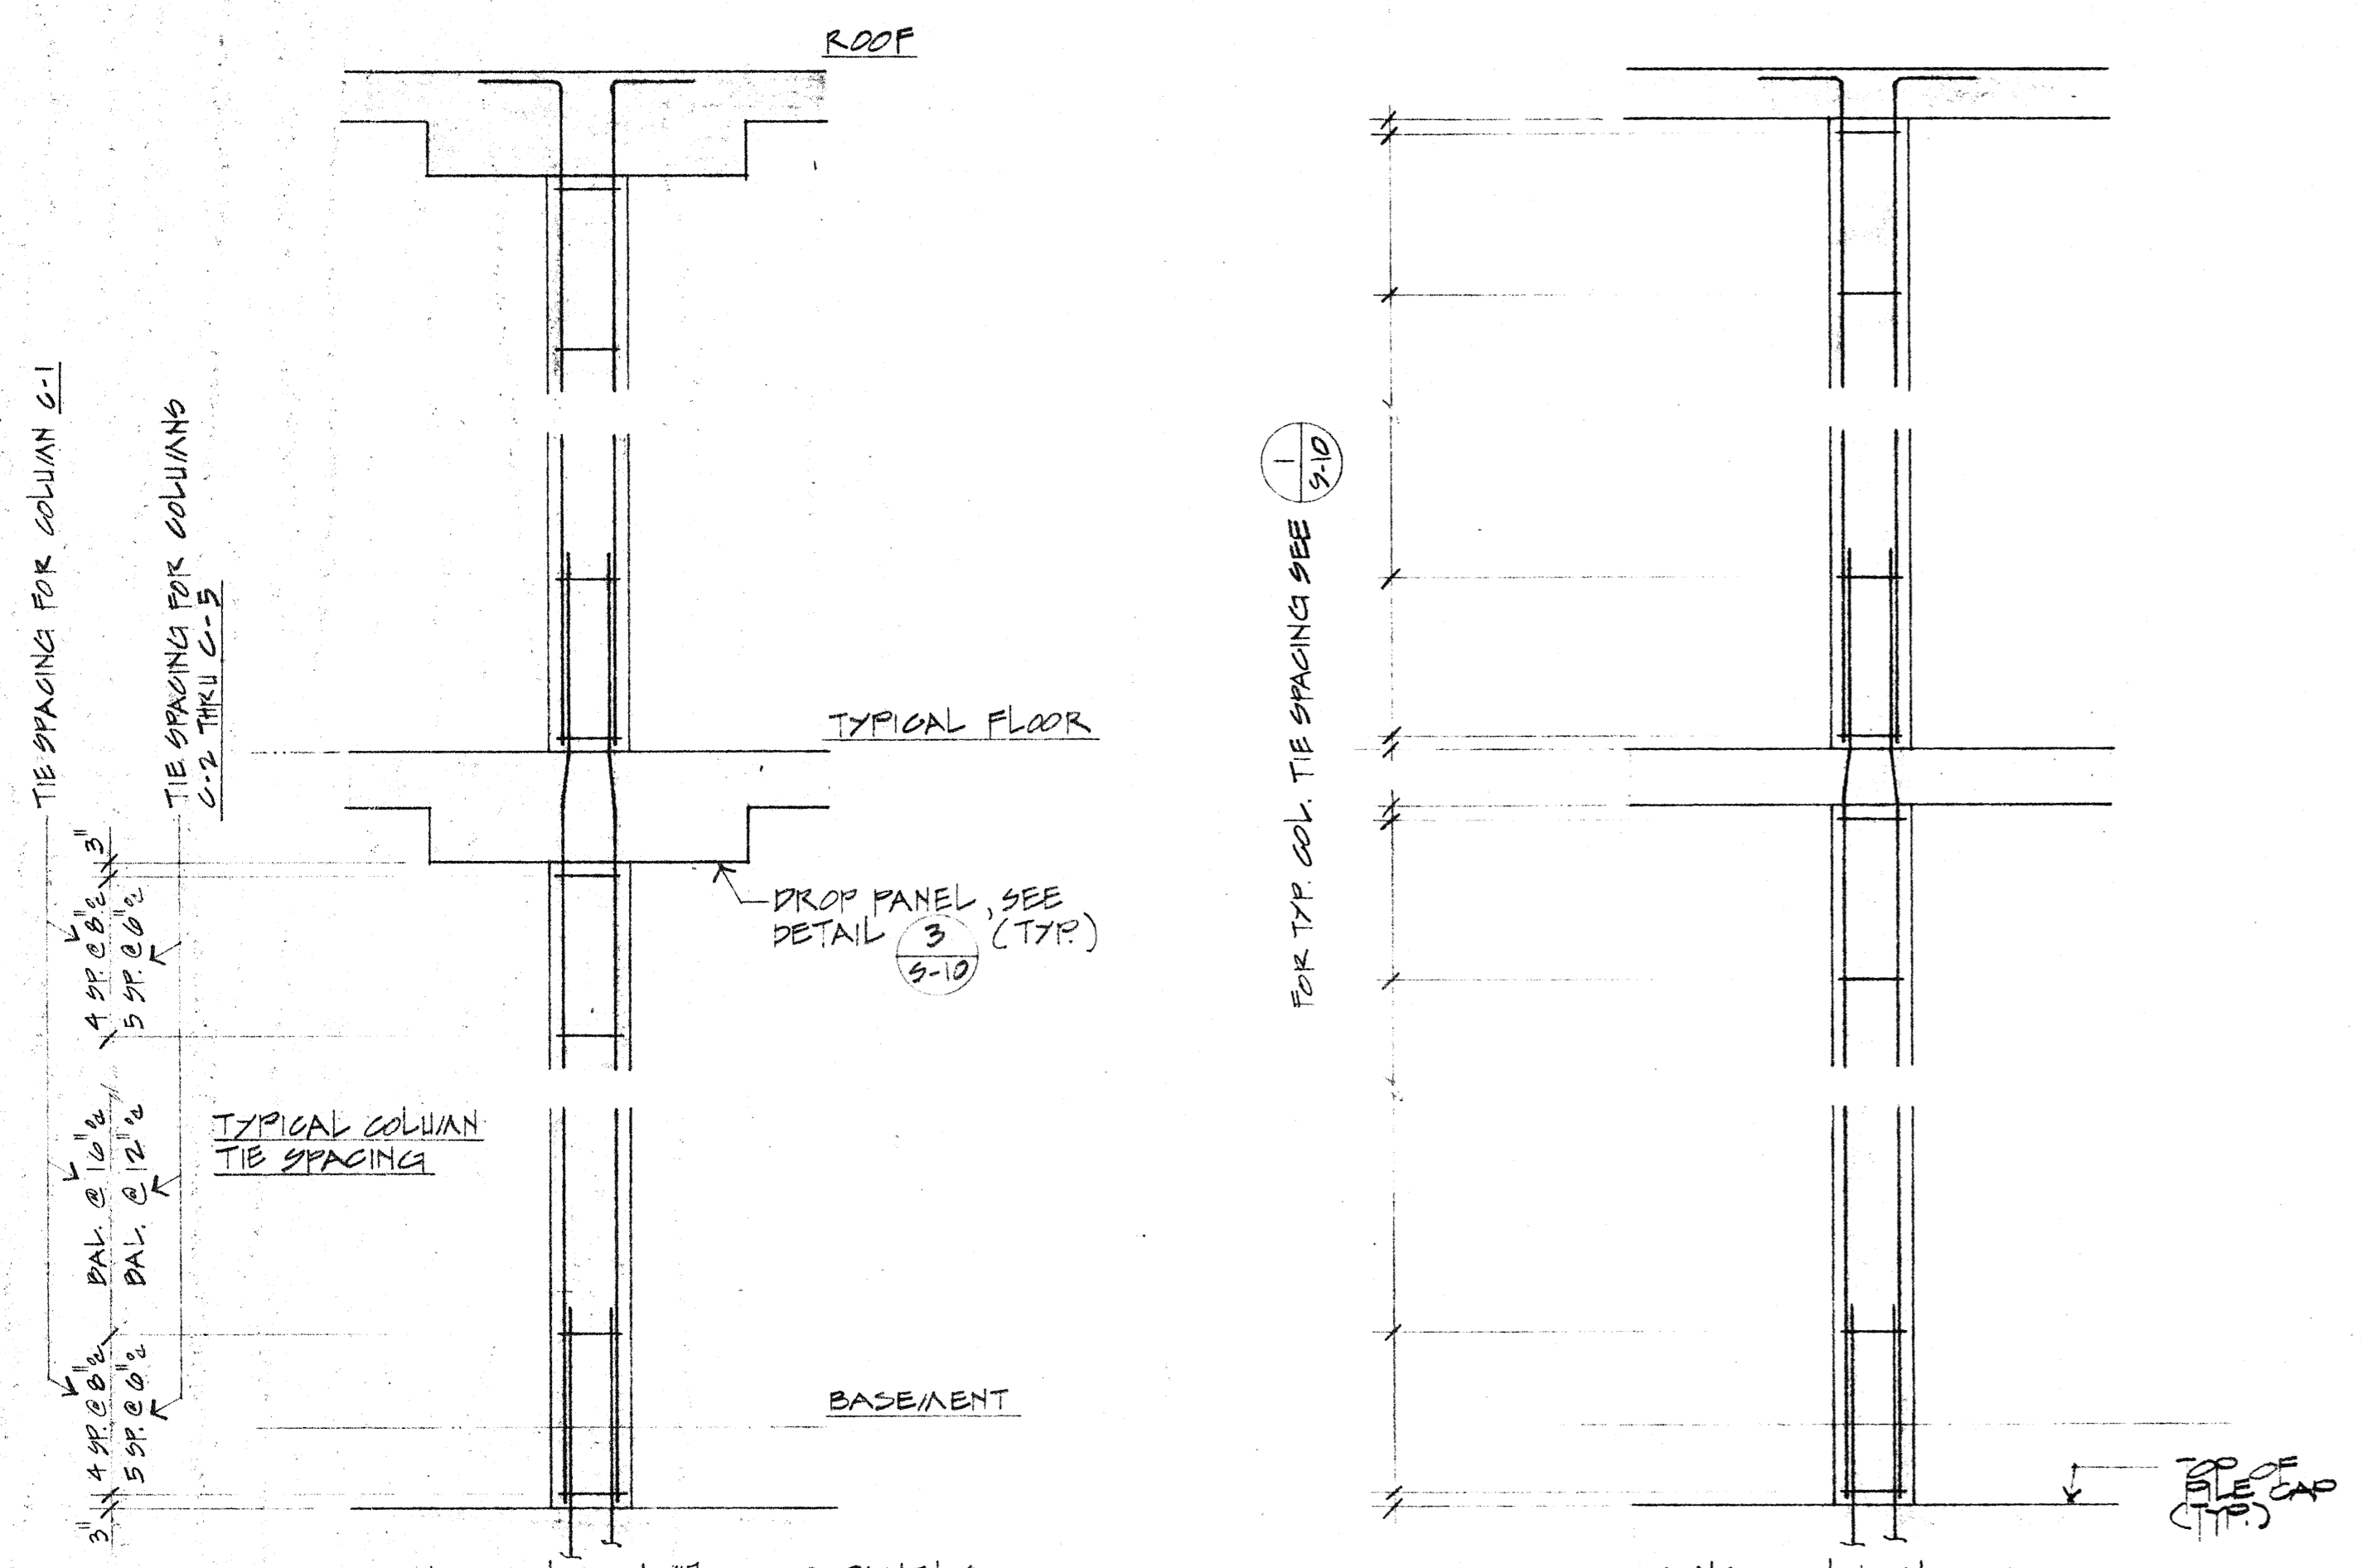 ROOF
TIE SPACING FOR COLUMN C-1
TIE SPACING FOR COLUMNS
C-2 THRU C-5
3"
4 SP. @ 8"
5 SP. @ 6"
BAL. @ 16"
BAL. @ 12"
4 SP. @ 8"
5 SP. @ 6"
3"
TYPICAL COLUMN
TIE SPACING
TYPICAL FLOOR
DROP PANEL, SEE
DETAIL 3 (TYP.)
S-10
BASEMENT
FOR TYP. COL. TIE SPACING SEE 1
S-10
TOP OF
PILE CAP
(TYP.)